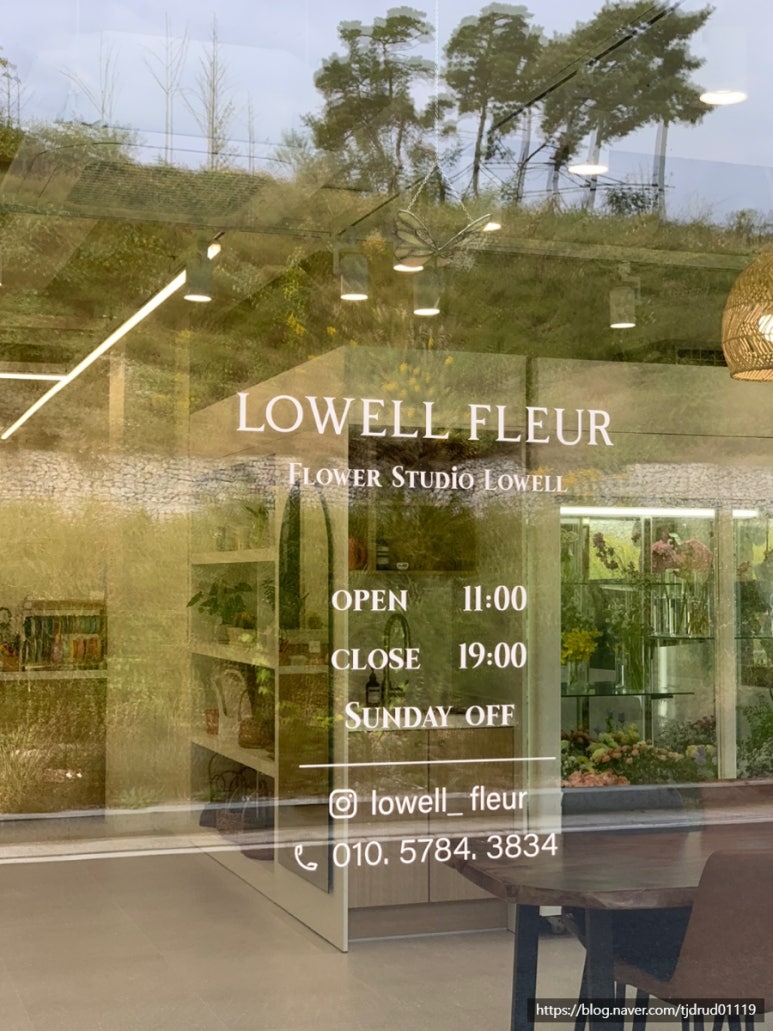 LOWELL FLEUR
FLOWER STUDiO LOWELL
OPEN 11:00
CLOSE 19:00
SUNDAY OFF
lowell_fleur
010. 5784. 3834
https://blog.naver.com/tjdrud01119